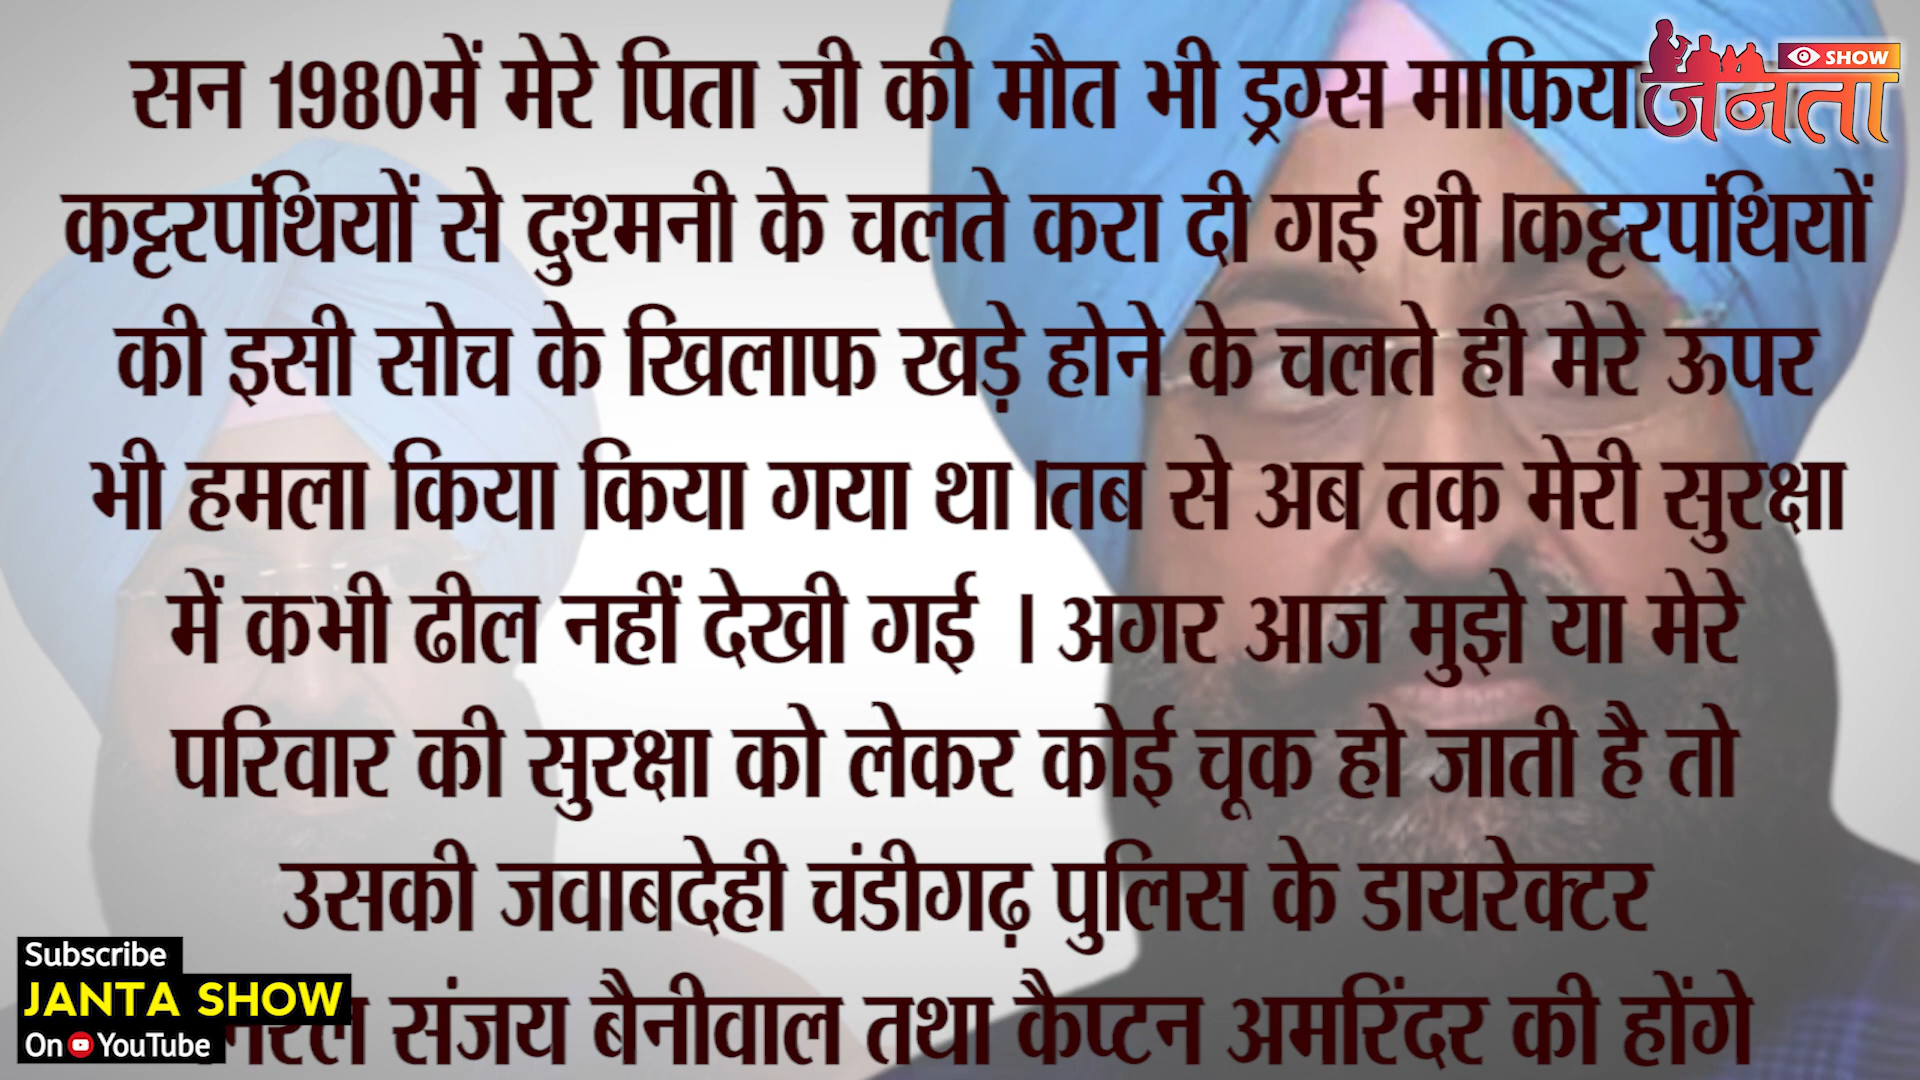 सन 1980में मेरे पिता जी की मौत भी ड्रग्स माफिया
कट्टरपंथियों से दुश्मनी के चलते करा दी गई थी |कट्टरपंथियों
की इसी सोच के खिलाफ खड़े होने के चलते ही मेरे ऊपर
भी हमला किया किया गया था |तब से अब तक मेरी सुरक्षा
में कभी ढील नहीं देखी गई | अगर आज मुझे या मेरे
परिवार की सुरक्षा को लेकर कोई चूक हो जाती है तो
उसकी जवाबदेही चंडीगढ़ पुलिस के डायरेक्टर
संजय बैनीवाल तथा कैप्टन अमरिंदर की होंगे
SHOW
जनता
Subscribe
JANTA SHOW
On YouTube